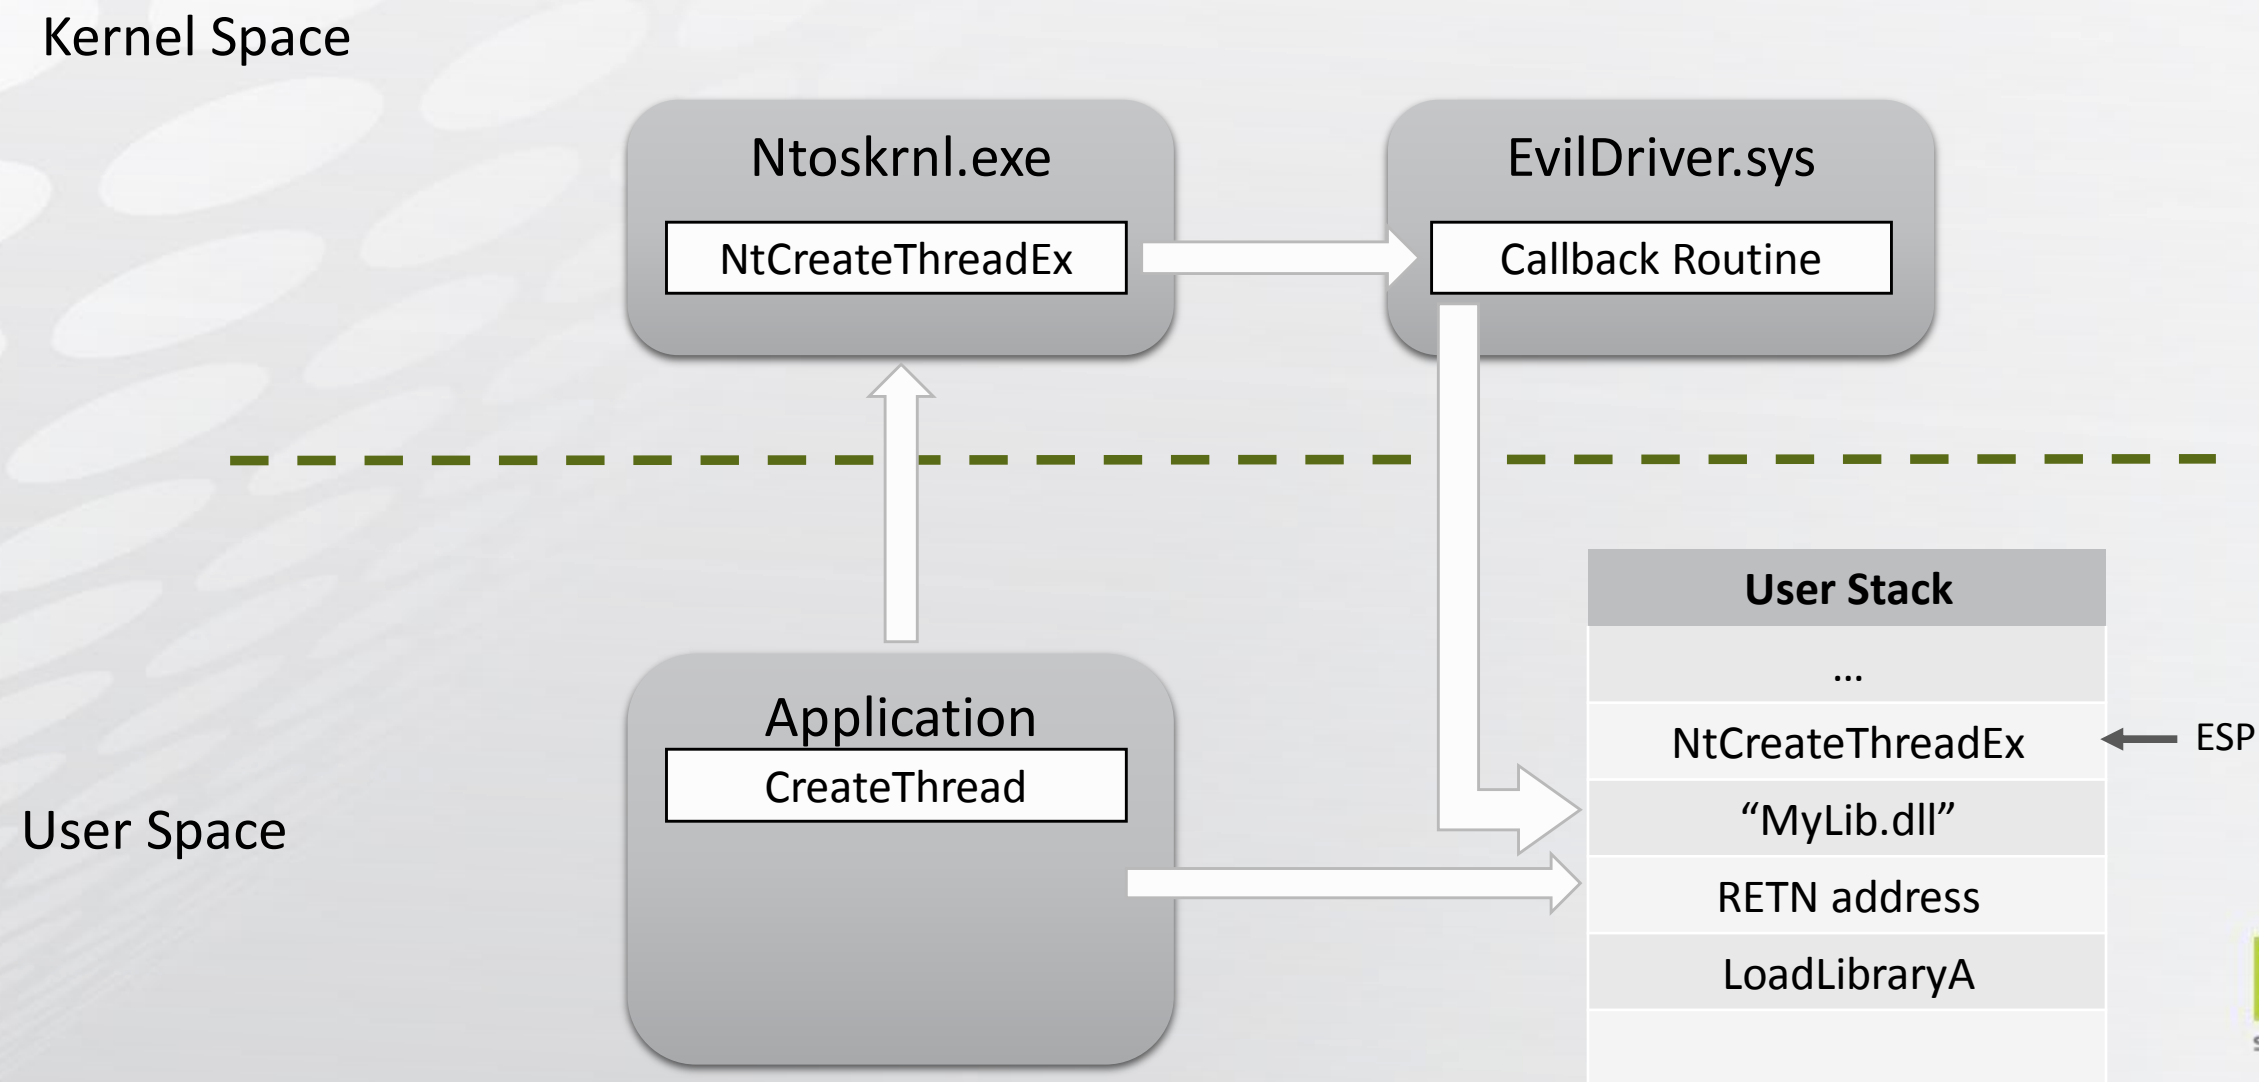 Kernel Space
Ntoskrnl.exe
NtCreateThreadEx
EvilDriver.sys
Callback Routine
User Space
Application
CreateThread
User Stack
...
NtCreateThreadEx
ESP
“MyLib.dll”
RETN address
LoadLibraryA